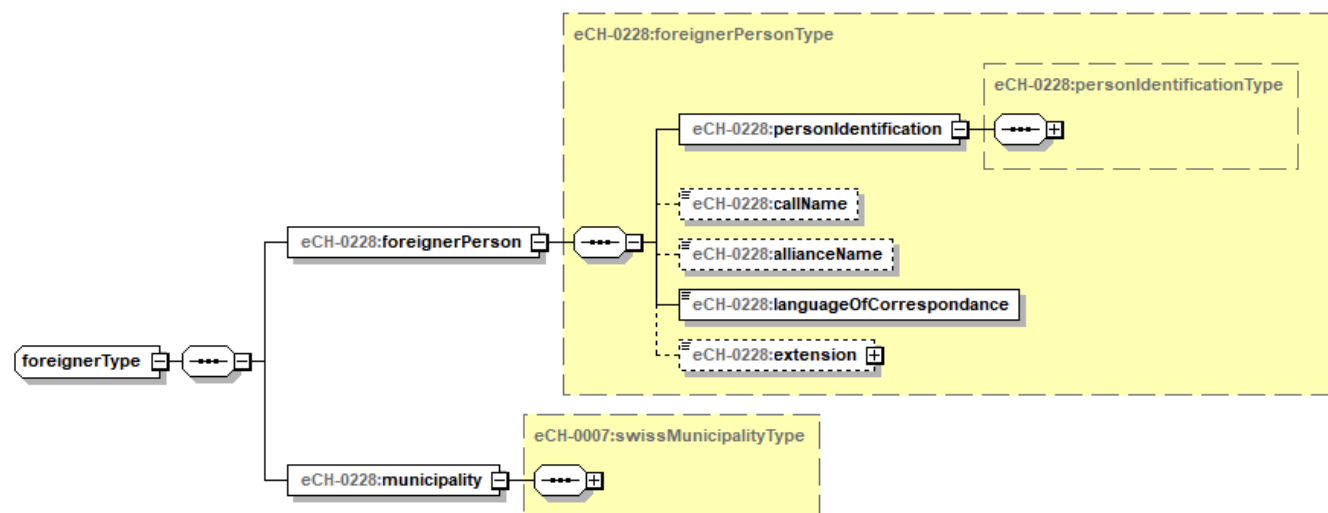 eCH-0228:foreignerPersonType
eCH-0228:personIdentificationType
eCH-0228:personIdentification
eCH-0228:callName
eCH-0228:foreignerPerson
eCH-0228:allianceName
eCH-0228:languageOfCorrespondance
foreignerType
eCH-0228:extension
eCH-0007:swissMunicipalityType
eCH-0228:municipality